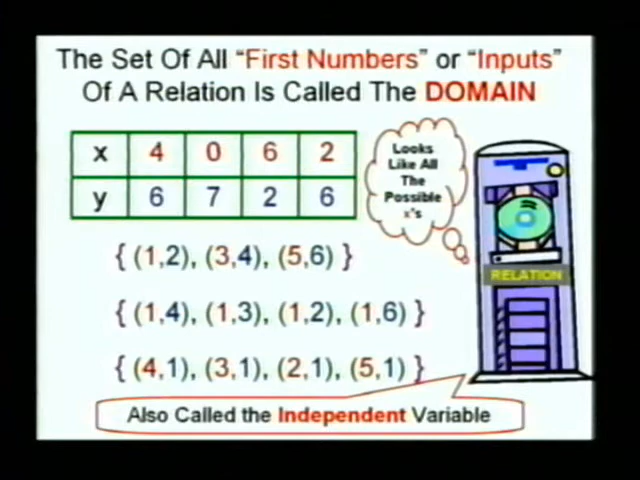 The Set Of All “First Numbers” or “Inputs”
Of A Relation Is Called The DOMAIN
x 4 0 6 2
y 6 7 2 6
Looks
Like All
The
Possible
x's
{ (1,2), (3,4), (5,6) }
RELATION
{ (1,4), (1,3), (1,2), (1,6) }
{ (4,1), (3,1), (2,1), (5,1) }
Also Called the Independent Variable